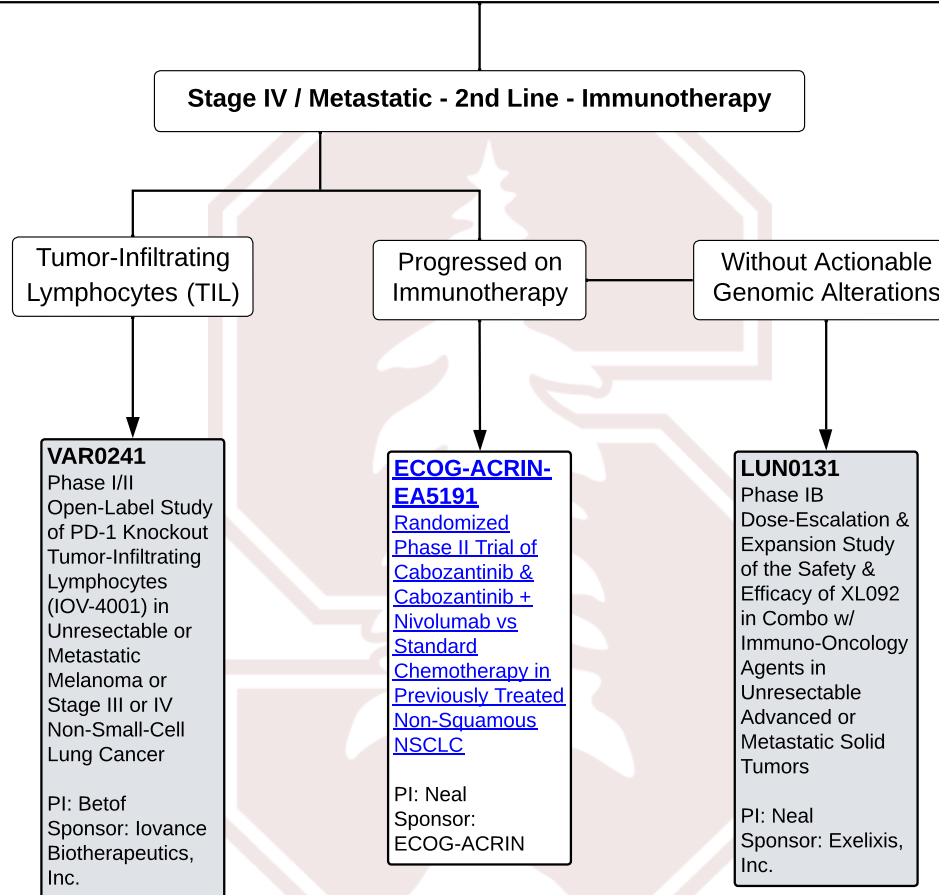 Stage IV / Metastatic - 2nd Line - Immunotherapy
Tumor-Infiltrating
Lymphocytes (TIL)
Progressed on
Immunotherapy
Without Actionable
Genomic Alterations
VAR0241
Phase I/II
Open-Label Study
of PD-1 Knockout
Tumor-Infiltrating
Lymphocytes
(IOV-4001) in
Unresectable or
Metastatic
Melanoma or
Stage III or IV
Non-Small-Cell
Lung Cancer
PI: Betof
Sponsor: Iovance
Biotherapeutics,
Inc.
ECOG-ACRIN-
EA5191
Randomized
Phase II Trial of
Cabozantinib &
Cabozantinib +
Nivolumab vs
Standard
Chemotherapy in
Previously Treated
Non-Squamous
NSCLC
PI: Neal
Sponsor:
ECOG-ACRIN
LUN0131
Phase IB
Dose-Escalation &
Expansion Study
of the Safety &
Efficacy of XL092
in Combo w/
Immuno-Oncology
Agents in
Unresectable
Advanced or
Metastatic Solid
Tumors
PI: Neal
Sponsor: Exelixis,
Inc.